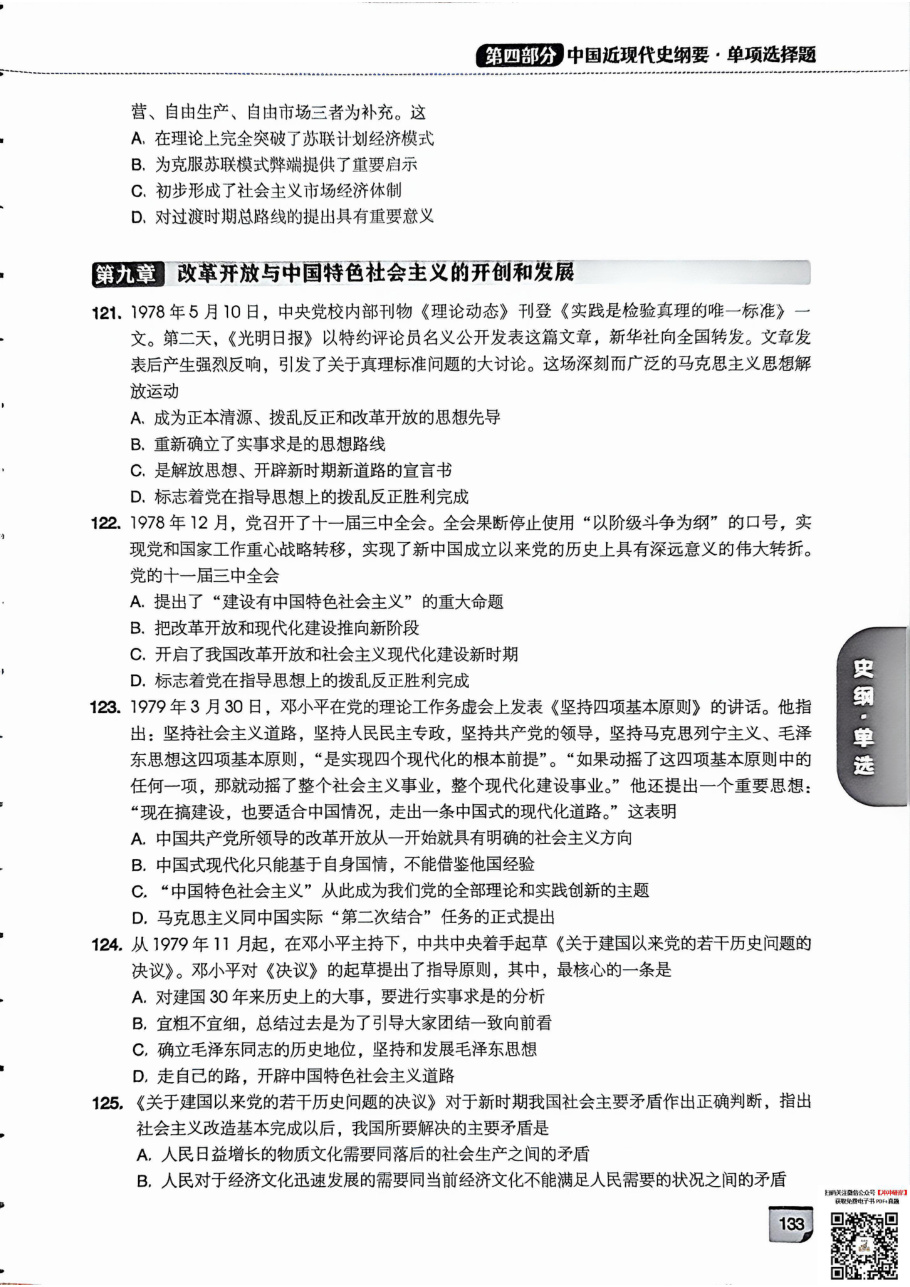 第四部分 中国近现代史纲要·单项选择题
营、自由生产、自由市场三者为补充。这
A. 在理论上完全突破了苏联计划经济模式
B. 为克服苏联模式弊端提供了重要启示
C. 初步形成了社会主义市场经济体制
D. 对过渡时期总路线的提出具有重要意义
第九章 改革开放与中国特色社会主义的开创和发展
121. 1978 年 5 月 10 日，中央党校内部刊物《理论动态》刊登《实践是检验真理的唯一标准》一
文。第二天，《光明日报》以特约评论员名义公开发表这篇文章，新华社向全国转发。文章发
表后产生强烈反响，引发了关于真理标准问题的大讨论。这场深刻而广泛的马克思主义思想解
放运动
A. 成为正本清源、拨乱反正和改革开放的思想先导
B. 重新确立了实事求是的思想路线
C. 是解放思想、开辟新时期新道路的宣言书
D. 标志着党在指导思想上的拨乱反正胜利完成
122. 1978 年 12 月，党召开了十一届三中全会。全会果断停止使用“以阶级斗争为纲”的口号，实
现党和国家工作重心战略转移，实现了新中国成立以来党的历史上具有深远意义的伟大转折。
党的十一届三中全会
A. 提出了“建设有中国特色社会主义”的重大命题
B. 把改革开放和现代化建设推向新阶段
C. 开启了我国改革开放和社会主义现代化建设新时期
D. 标志着党在指导思想上的拨乱反正胜利完成
123. 1979 年 3 月 30 日，邓小平在党的理论工作务虚会上发表《坚持四项基本原则》的讲话。他指
出：坚持社会主义道路，坚持人民民主专政，坚持共产党的领导，坚持马克思列宁主义、毛泽
东思想这四项基本原则，“是实现四个现代化的根本前提”。“如果动摇了这四项基本原则中的
任何一项，那就动摇了整个社会主义事业，整个现代化建设事业。”他还提出一个重要思想：
“现在搞建设，也要适合中国情况，走出一条中国式的现代化道路。”这表明
A. 中国共产党所领导的改革开放从一开始就具有明确的社会主义方向
B. 中国式现代化只能基于自身国情，不能借鉴他国经验
C. “中国特色社会主义”从此成为我们党的全部理论和实践创新的主题
D. 马克思主义同中国实际“第二次结合”任务的正式提出
124. 从 1979 年 11 月起，在邓小平主持下，中共中央着手起草《关于建国以来党的若干历史问题的
决议》。邓小平对《决议》的起草提出了指导原则，其中，最核心的一条是
A. 对建国 30 年来历史上的大事，要进行实事求是的分析
B. 宜粗不宜细，总结过去是为了引导大家团结一致向前看
C. 确立毛泽东同志的历史地位，坚持和发展毛泽东思想
D. 走自己的路，开辟中国特色社会主义道路
125. 《关于建国以来党的若干历史问题的决议》对于新时期我国社会主要矛盾作出正确判断，指出
社会主义改造基本完成以后，我国所要解决的主要矛盾是
A. 人民日益增长的物质文化需要同落后的社会生产之间的矛盾
B. 人民对于经济文化迅速发展的需要同当前经济文化不能满足人民需要的状况之间的矛盾
史纲·单选
133
扫码关注微信公众号【冲冲研库】
获取免费电子书PDF+真题